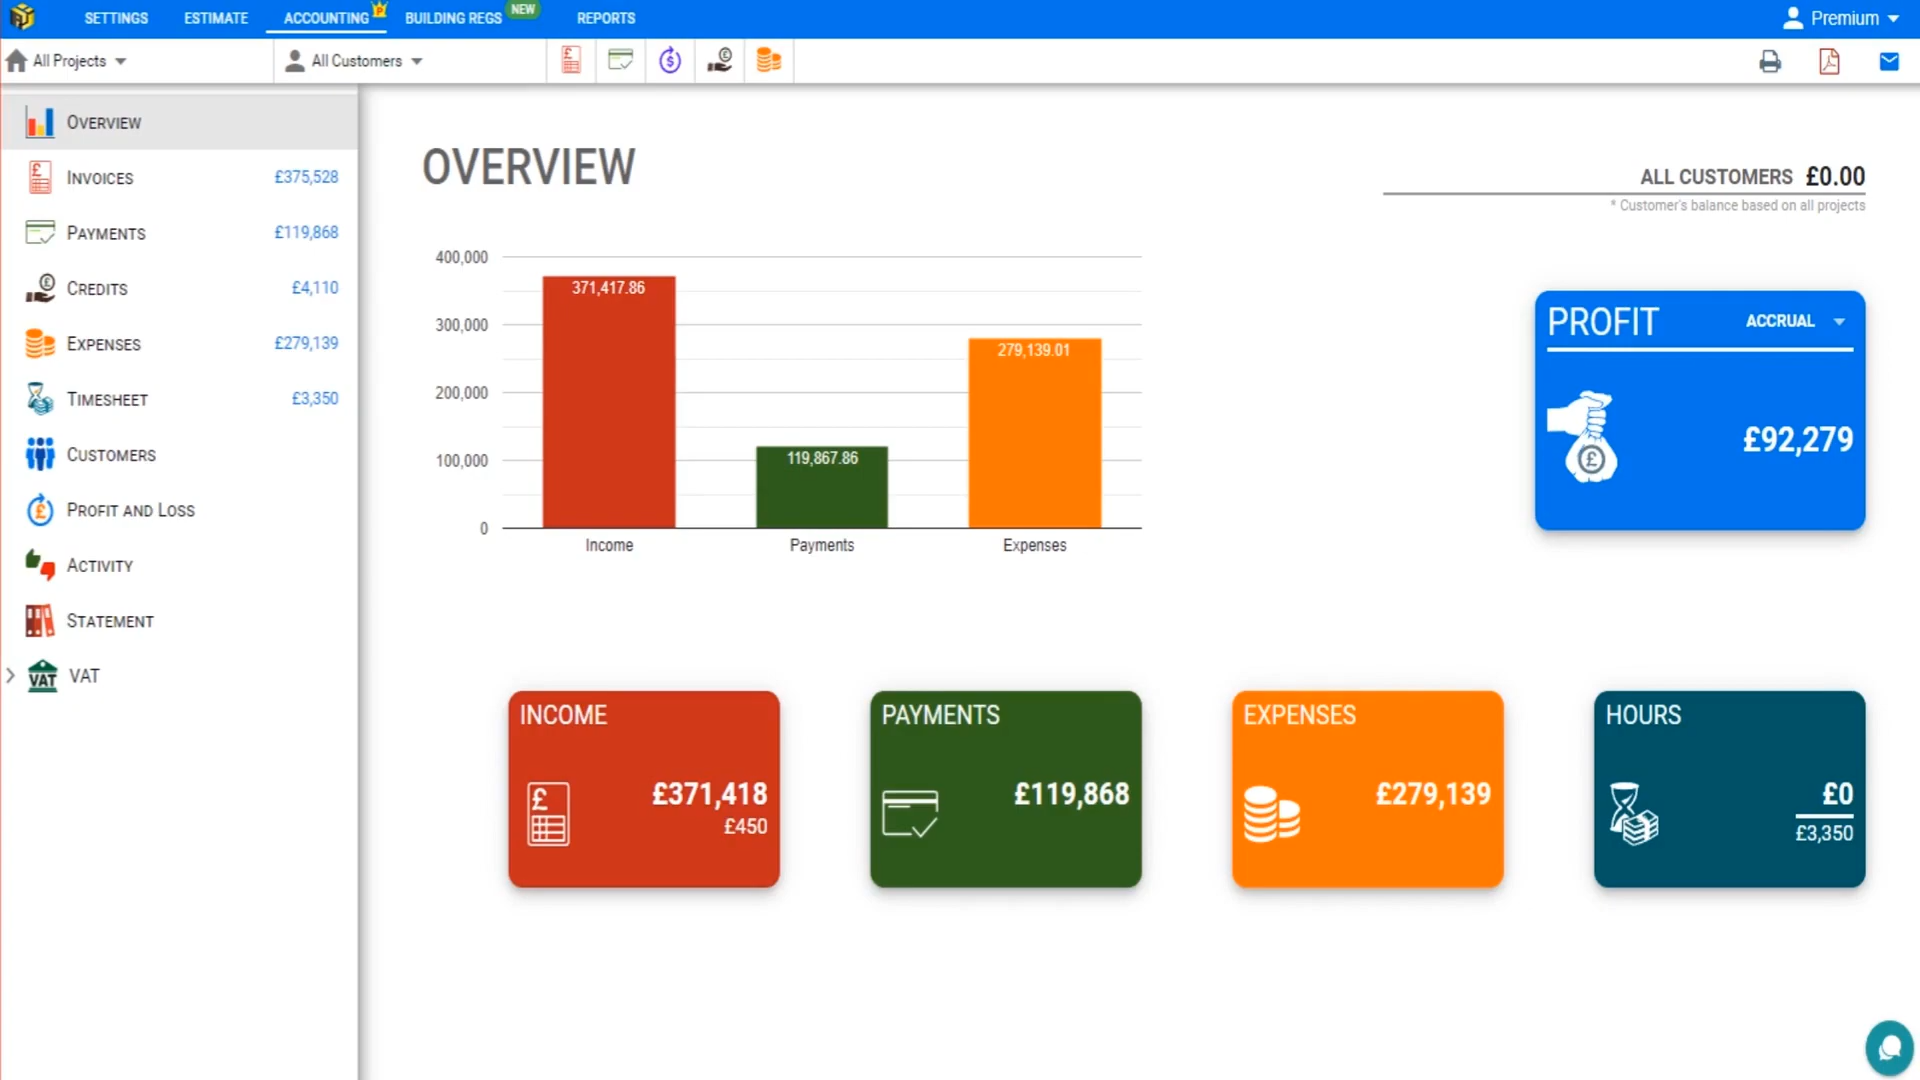 SETTINGS ESTIMATE ACCOUNTING P BUILDING REGS NEW REPORTS Premium
All Projects All Customers
OVERVIEW
INVOICES £375,528
PAYMENTS £119,868
CREDITS £4,110
EXPENSES £279,139
TIMESHEET £3,350
CUSTOMERS
PROFIT AND LOSS
ACTIVITY
STATEMENT
VAT VAT
OVERVIEW
ALL CUSTOMERS £0.00
* Customer's balance based on all projects
400,000
300,000
200,000
100,000
0
371,417.86
119,867.86
279,139.01
Income Payments Expenses
PROFIT ACCRUAL
£92,279
INCOME
£371,418
£450
PAYMENTS
£119,868
EXPENSES
£279,139
HOURS
£0
£3,350